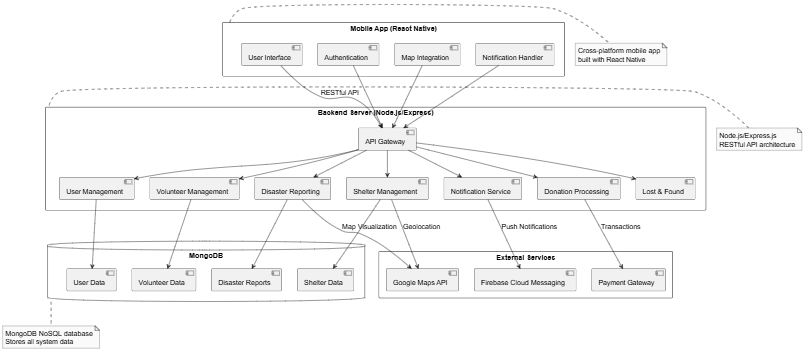 Mobile App (React Native)
User Interface
Authentication
Map Integration
Notification Handler
Cross-platform mobile app
built with React Native
RESTful API
Backend Server (Node.js/Express)
Node.js/Express.js
RESTful API architecture
API Gateway
User Management
Volunteer Management
Disaster Reporting
Shelter Management
Notification Service
Donation Processing
Lost & Found
Map Visualization
Geolocation
Push Notifications
Transactions
MongoDB
External Services
User Data
Volunteer Data
Disaster Reports
Shelter Data
Google Maps API
Firebase Cloud Messaging
Payment Gateway
MongoDB NoSQL database
Stores all system data